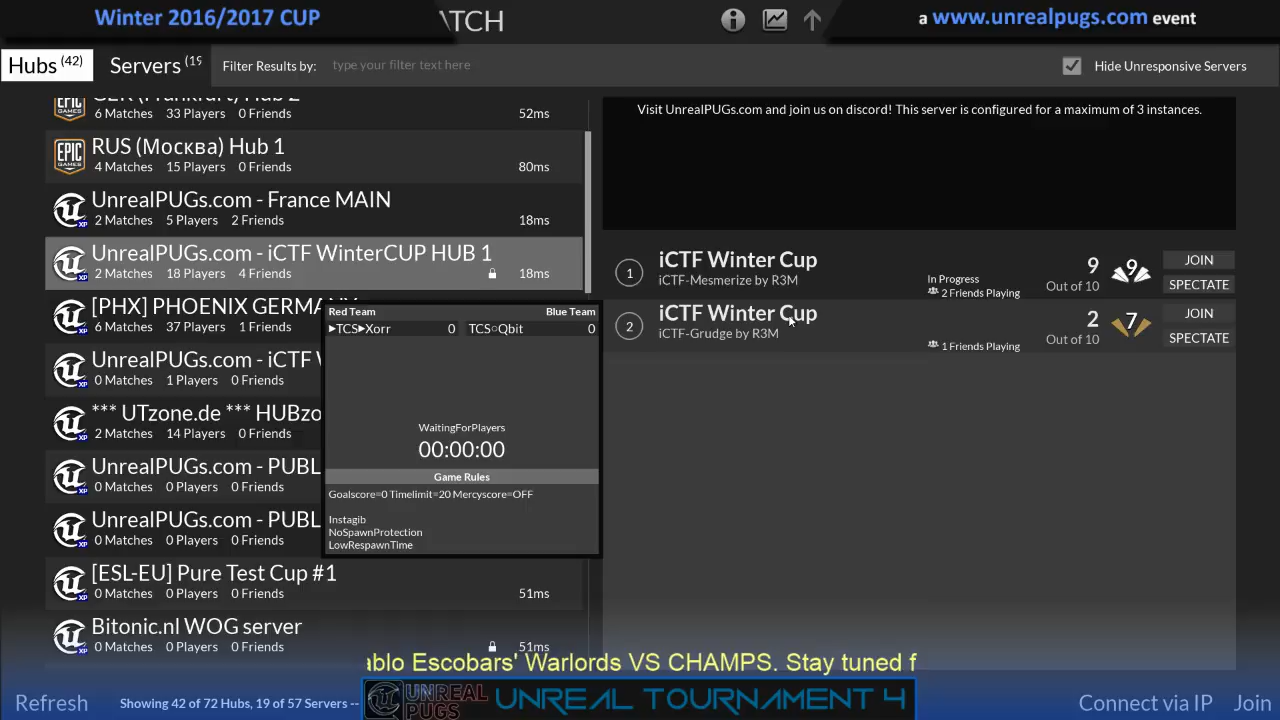 Winter 2016/2017 CUP
ATCH
a www.unrealpugs.com event
Hubs (42)
Servers (19
Filter Results by:
type your filter text here
Hide Unresponsive Servers
GER (Frankfurt) Hub 2
6 Matches 33 Players 0 Friends 52ms
RUS (Москва) Hub 1
4 Matches 15 Players 0 Friends 80ms
UnrealPUGs.com - France MAIN
2 Matches 5 Players 2 Friends 18ms
UnrealPUGs.com - iCTF WinterCUP HUB 1
2 Matches 18 Players 4 Friends 18ms
[PHX] PHOENIX GERMANY
6 Matches 37 Players 1 Friends
UnrealPUGs.com - iCTF W
0 Matches 1 Players 0 Friends
*** UTzone.de *** HUBzo
2 Matches 14 Players 0 Friends
UnrealPUGs.com - PUBL
0 Matches 0 Players 0 Friends
UnrealPUGs.com - PUBL
0 Matches 0 Players 0 Friends
[ESL-EU] Pure Test Cup #1
0 Matches 0 Players 0 Friends 51ms
Bitonic.nl WOG server
0 Matches 0 Players 0 Friends 51ms
Red Team Blue Team
TCS▶Xorr 0 TCS○Qbit 0
WaitingForPlayers
00:00:00
Game Rules
Goalscore=0 Timelimit=20 Mercyscore=OFF
Instagib
NoSpawnProtection
LowRespawnTime
Visit UnrealPUGs.com and join us on discord! This server is configured for a maximum of 3 instances.
1 iCTF Winter Cup
iCTF-Mesmerize by R3M
In Progress
2 Friends Playing
9
Out of 10
9
JOIN
SPECTATE
2 iCTF Winter Cup
iCTF-Grudge by R3M
1 Friends Playing
2
Out of 10
7
JOIN
SPECTATE
ablo Escobars' Warlords VS CHAMPS. Stay tuned f
Refresh
Showing 42 of 72 Hubs, 19 of 57 Servers --
UNREAL PUGS
UNREAL TOURNAMENT 4
Connect via IP
Join